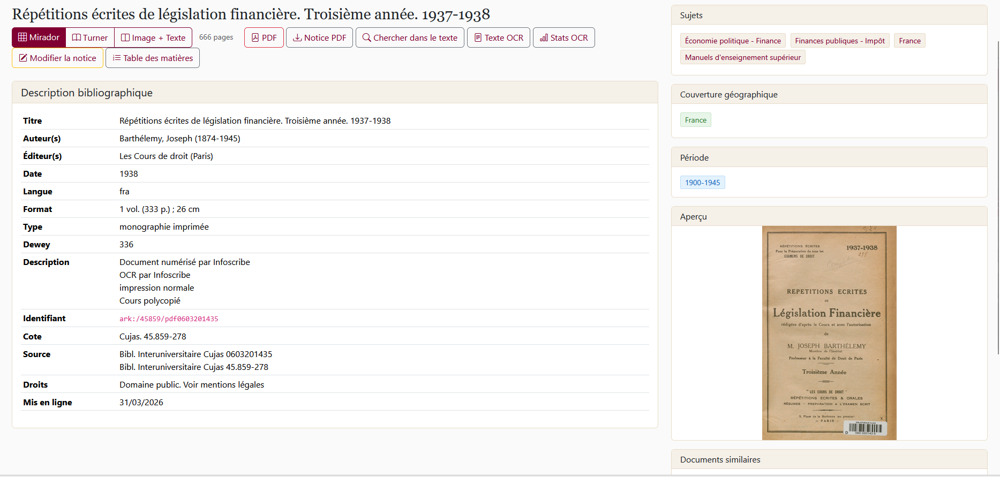 Répétitions écrites de législation financière. Troisième année. 1937-1938
Mirador
Turner
Image + Texte
666 pages
PDF
Notice PDF
Chercher dans le texte
Texte OCR
Stats OCR
Modifier la notice
Table des matières
Description bibliographique
Titre Répétitions écrites de législation financière. Troisième année. 1937-1938
Auteur(s) Barthélemy, Joseph (1874-1945)
Éditeur(s) Les Cours de droit (Paris)
Date 1938
Langue fra
Format 1 vol. (333 p.) ; 26 cm
Type monographie imprimée
Dewey 336
Description Document numérisé par Infoscribe
OCR par Infoscribe
impression normale
Cours polycopié
Identifiant ark:/45859/pdf0603201435
Cote Cujas. 45.859-278
Source Bibl. Interuniversitaire Cujas 0603201435
Bibl. Interuniversitaire Cujas 45.859-278
Droits Domaine public. Voir mentions légales
Mis en ligne 31/03/2026
Sujets
Économie politique - Finance
Finances publiques - Impôt
France
Manuels d'enseignement supérieur
Couverture géographique
France
Période
1900-1945
Aperçu
RÉPÉTITIONS ÉCRITES
Pour la Préparation de tous les
EXAMENS DE DROIT
1937-1938
278
REPETITIONS ECRITES
DE
Législation Financière
rédigées d'après le Cours et avec l'autorisation
de
M. JOSEPH BARTHÉLEMY
Membre de l'Institut
Professeur à la Faculté de Droit de Paris
Troisième Année
" LES COURS DE DROIT "
RÉPÉTITIONS ECRITES & ORALES
RÉSUMES — PREPARATION A L'EXAMEN ECRIT
3, Place de la Sorbonne (au premier)
— PARIS —
X
BIBLIOTHEQUE CUJAS
D 060 320143 5
Documents similaires